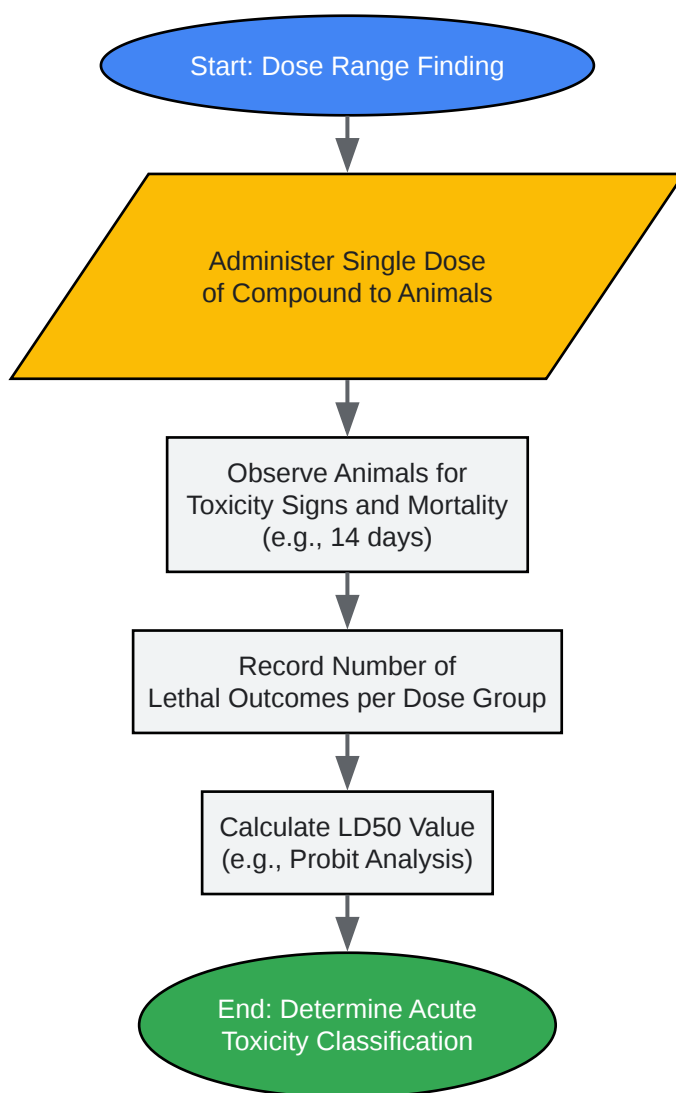 Start: Dose Range Finding
Administer Single Dose
of Compound to Animals
Observe Animals for
Toxicity Signs and Mortality
(e.g., 14 days)
Record Number of
Lethal Outcomes per Dose Group
Calculate LD50 Value
(e.g., Probit Analysis)
End: Determine Acute
Toxicity Classification